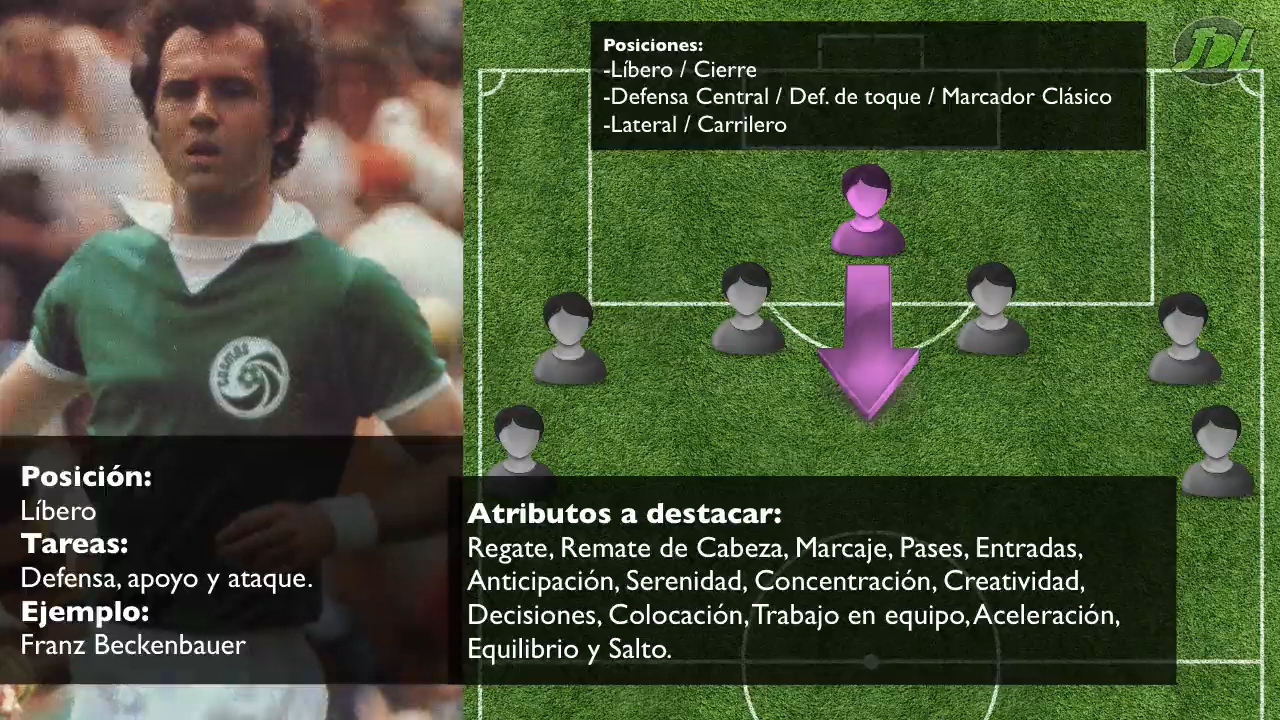 Posiciones:
-Líbero / Cierre
-Defensa Central / Def. de toque / Marcador Clásico
-Lateral / Carrilero
JDL
cosmos
Posición:
Líbero
Tareas:
Defensa, apoyo y ataque.
Ejemplo:
Franz Beckenbauer
Atributos a destacar:
Regate, Remate de Cabeza, Marcaje, Pases, Entradas,
Anticipación, Serenidad, Concentración, Creatividad,
Decisiones, Colocación, Trabajo en equipo, Aceleración,
Equilibrio y Salto.